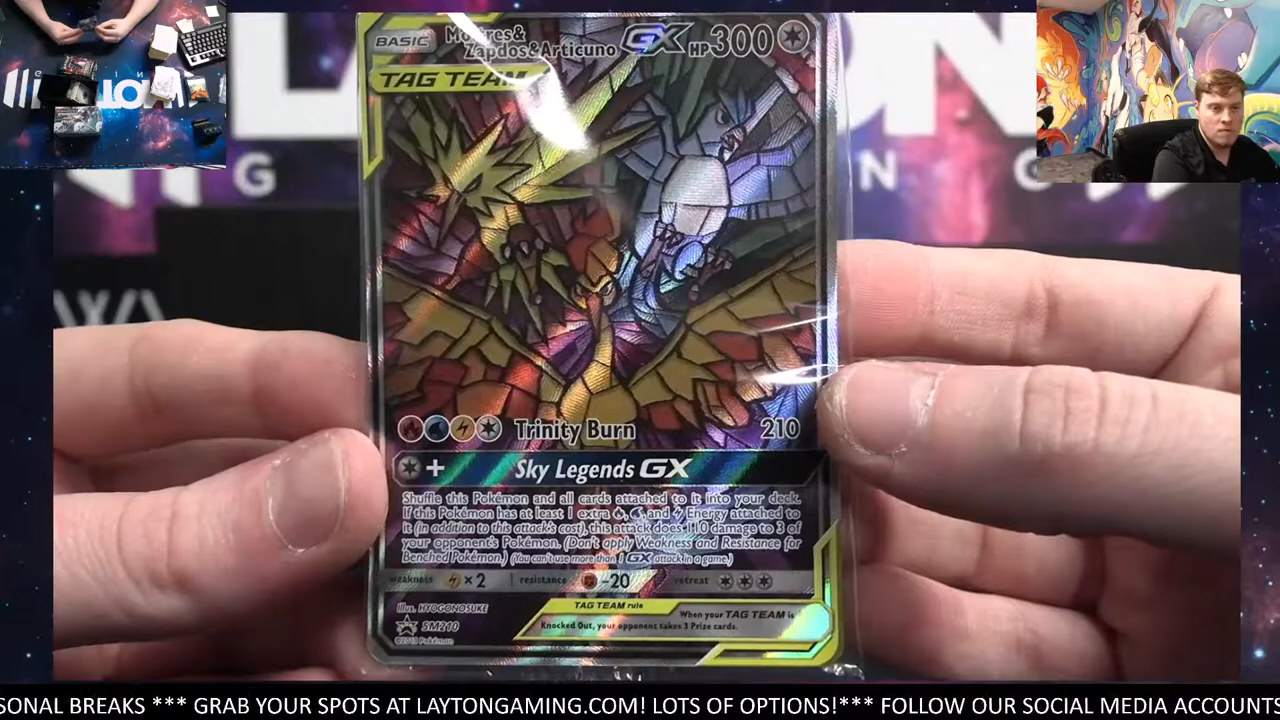 BASIC Moltres&
Zapdos&Articuno GX HP300
TAG TEAM
G
N G
Trinity Burn 210
+ Sky Legends GX
Shuffle this Pokémon and all cards attached to it into your deck.
If this Pokémon has at least 1 extra , , and Energy attached to
it (in addition to this attack's cost), this attack does 110 damage to 3 of
your opponent's Pokémon. (Don't apply Weakness and Resistance for
Benched Pokémon.) (You can't use more than 1 GX attack in a game.)
weakness ×2 resistance -20 retreat
Illus. HYOGONOSUKE
SM210
©2019 Pokémon
TAG TEAM rule
When your TAG TEAM is
Knocked Out, your opponent takes 3 Prize cards.
SONAL BREAKS *** GRAB YOUR SPOTS AT LAYTONGAMING.COM! LOTS OF OPTIONS!*** FOLLOW OUR SOCIAL MEDIA ACCOUNTS